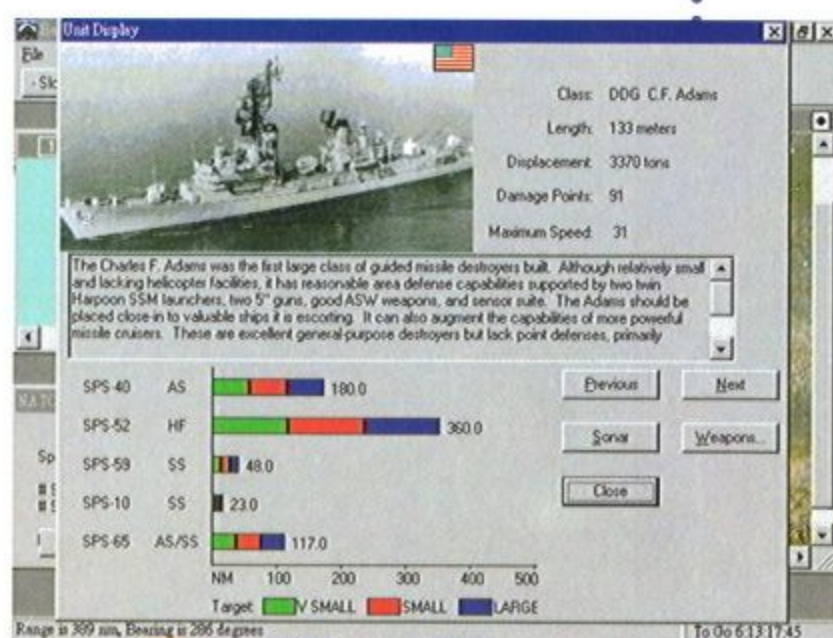 Unit Display
File
Class: DDG C.F. Adams
Length: 133 meters
Displacement: 3370 tons
Damage Points: 91
Maximum Speed: 31
The Charles F. Adams was the first large class of guided missile destroyers built. Although relatively small
and lacking helicopter facilities, it has reasonable area defense capabilities supported by two twin
Harpoon SSM launchers, two 5" guns, good ASW weapons, and sensor suite. The Adams should be
placed close-in to valuable ships it is escorting. It can also augment the capabilities of more powerful
missile cruisers. These are excellent general-purpose destroyers but lack point defenses, primarily
SPS-40 AS 180.0
SPS-52 HF 360.0
SPS-59 SS 48.0
SPS-10 SS 23.0
SPS-65 AS/SS 117.0
NM 100 200 300 400 500
Target: V SMALL SMALL LARGE
Previous Next
Sonar Weapons...
Close
Range is 389 nm, Bearing is 286 degrees
To Go 6:13:17:45